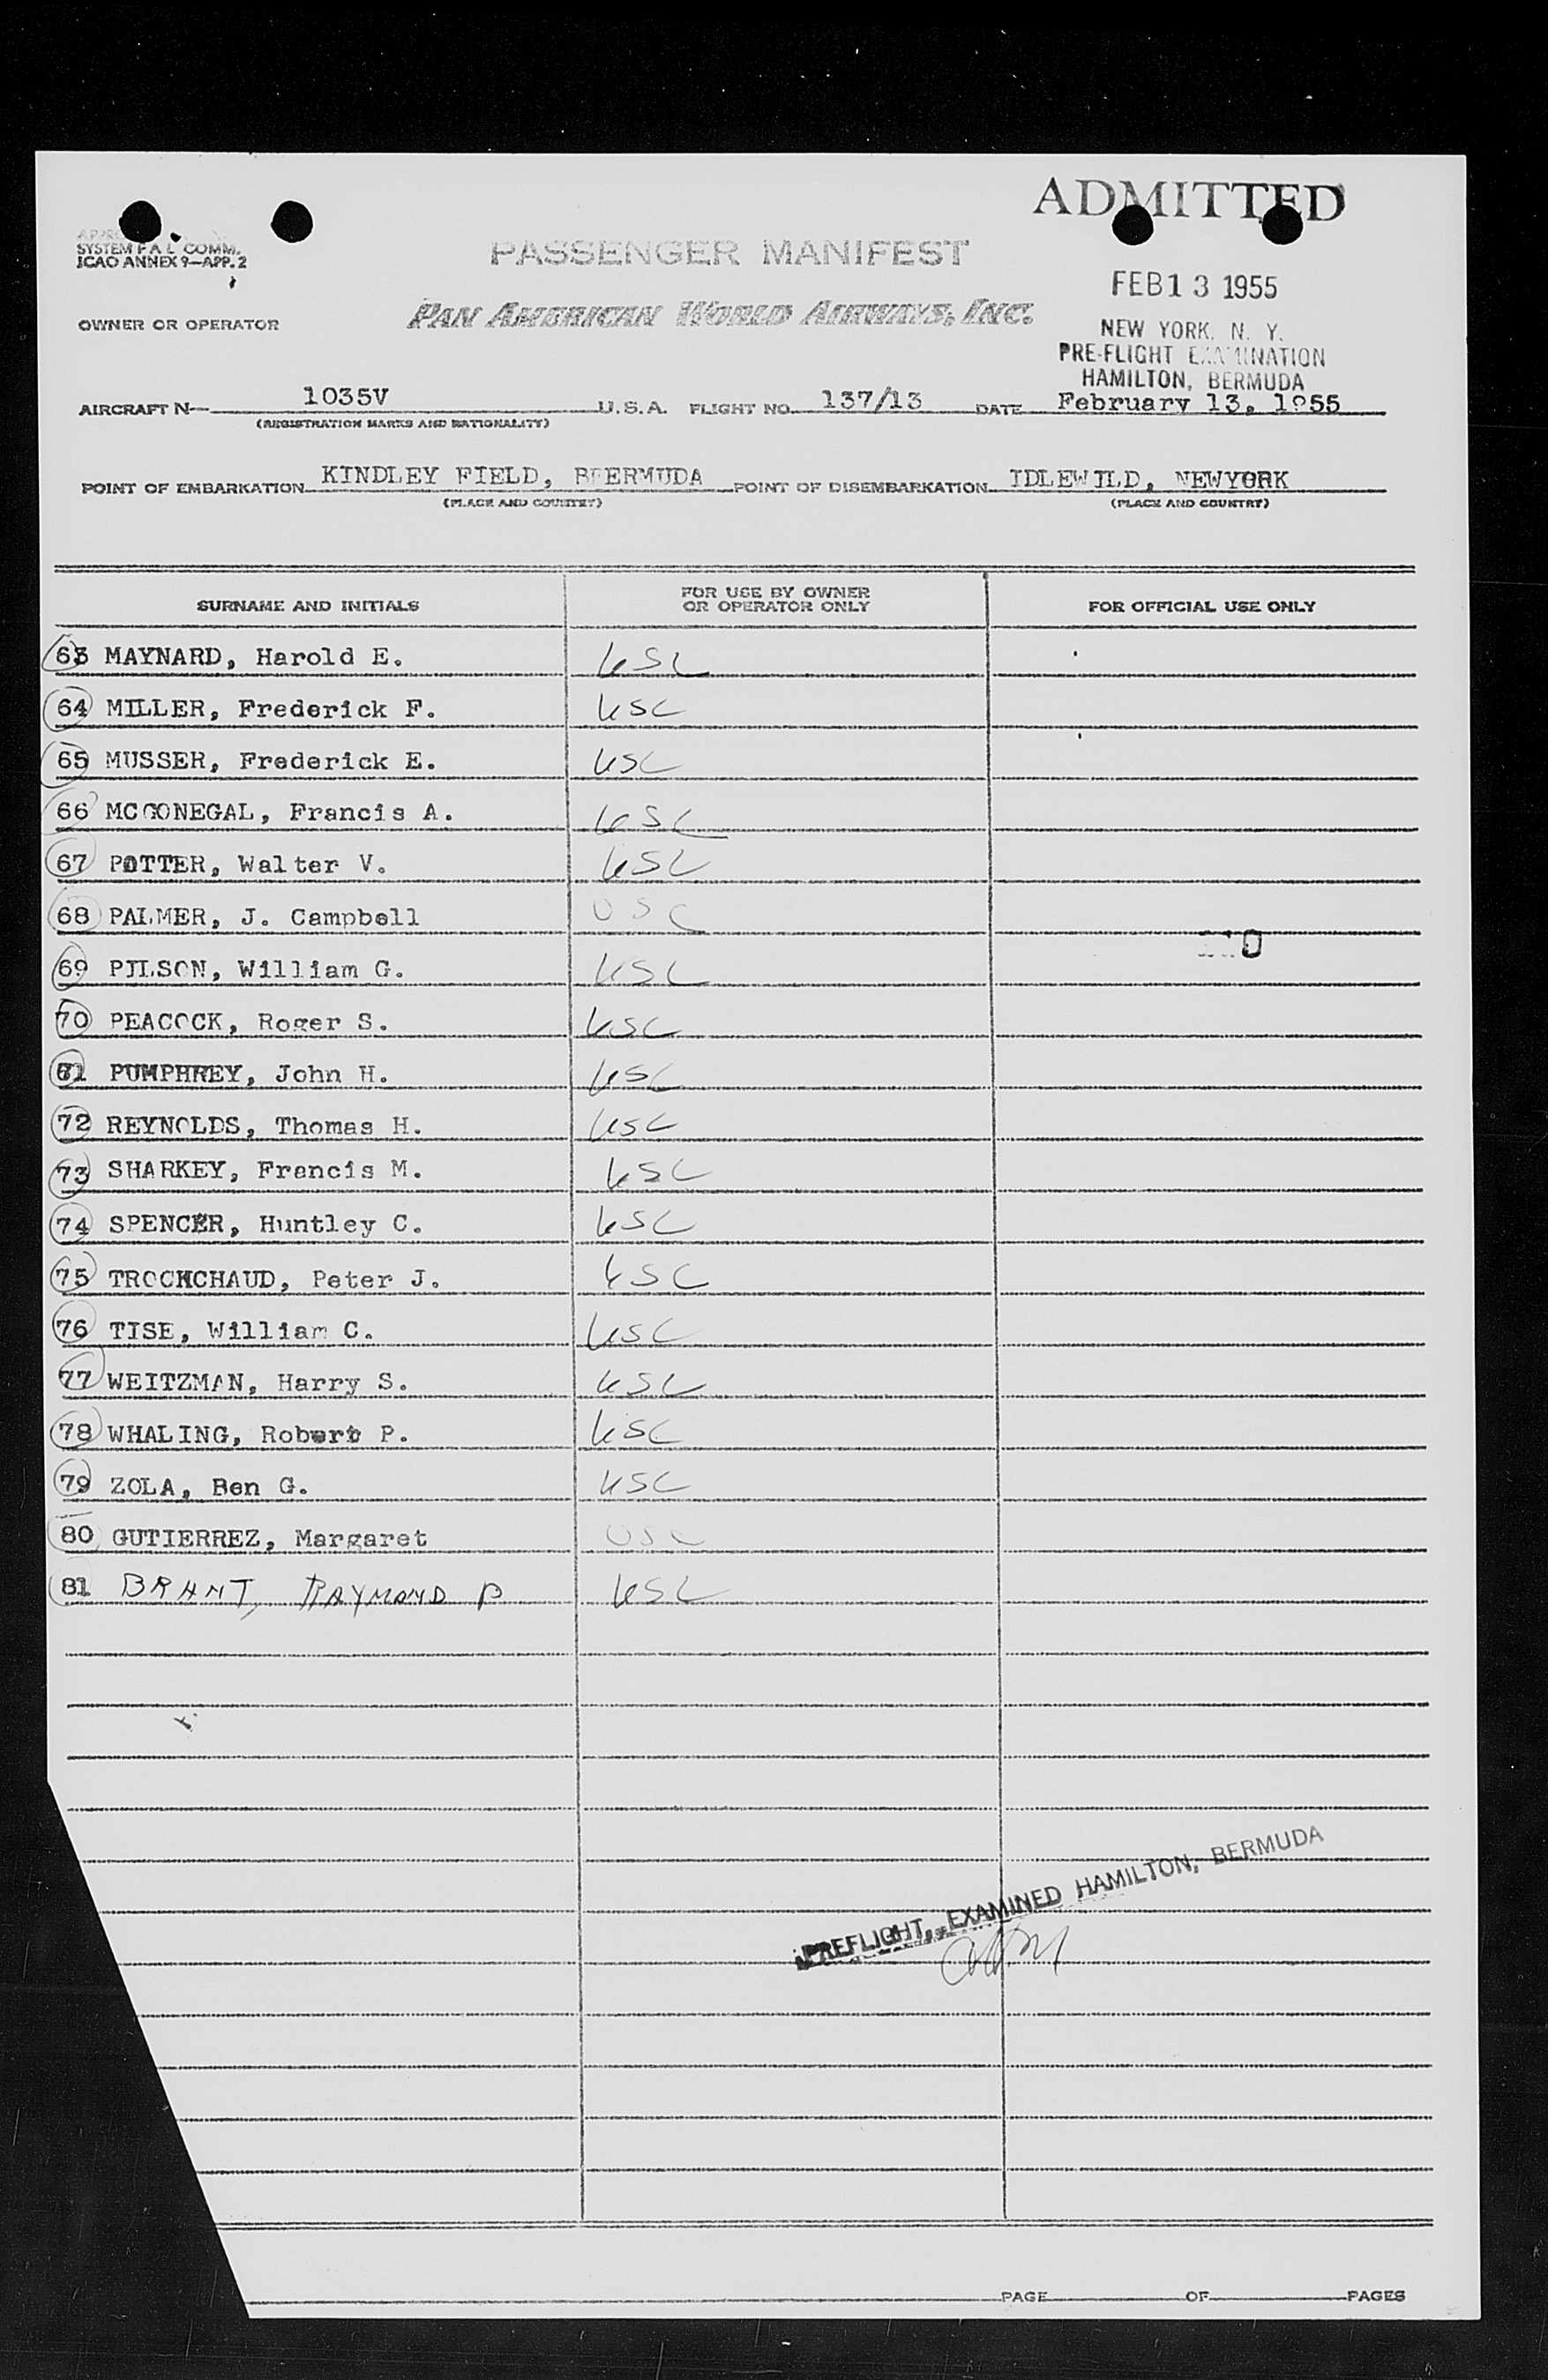 ADMITTED
SYSTEM F.A.L. COMM.
ICAO ANNEX 9—APP. 2
PASSENGER MANIFEST
FEB 13 1955
OWNER OR OPERATOR
PAN AMERICAN WORLD AIRWAYS, INC.
NEW YORK, N. Y.
PRE-FLIGHT EXAMINATION
HAMILTON, BERMUDA
AIRCRAFT N— 1035V U.S.A. FLIGHT NO. 137/13 DATE February 13, 1955
(REGISTRATION MARKS AND NATIONALITY)
POINT OF EMBARKATION KINDLEY FIELD, BEERMUDA POINT OF DISEMBARKATION IDLEWILD, NEWYORK
(PLACE AND COUNTRY) (PLACE AND COUNTRY)
SURNAME AND INITIALS FOR USE BY OWNER OR OPERATOR ONLY FOR OFFICIAL USE ONLY
63 MAYNARD, Harold E. USC
64 MILLER, Frederick F. USC
65 MUSSER, Frederick E. USC
66 MCGONEGAL, Francis A. USC
67 POTTER, Walter V. USC
68 PALMER, J. Campbell USC
69 PILSON, William G. USC
70 PEACOCK, Roger S. USC
71 PUMPHREY, John H. USC
72 REYNOLDS, Thomas H. USC
73 SHARKEY, Francis M. USC
74 SPENCER, Huntley C. USC
75 TROCKCHAUD, Peter J. USC
76 TISE, William C. USC
77 WEITZMAN, Harry S. USC
78 WHALING, Robert P. USC
79 ZOLA, Ben G. USC
80 GUTIERREZ, Margaret USC
81 BRANT, RAYMOND P USC
PREFLIGHT, EXAMINED HAMILTON, BERMUDA
PAGE OF PAGES